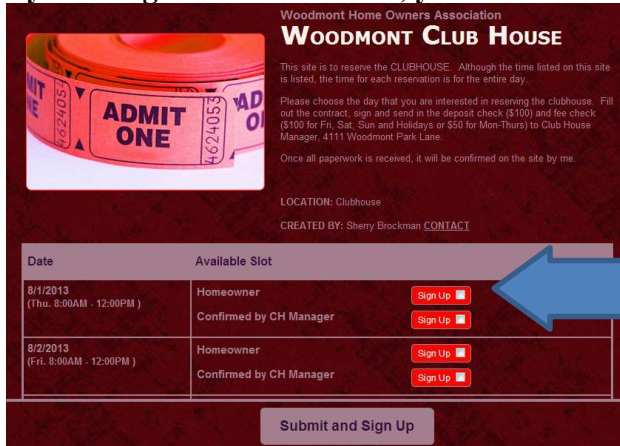 Woodmont Home Owners Association
WOODMONT CLUB HOUSE
This site is to reserve the CLUBHOUSE. Although the time listed on this site
is listed, the time for each reservation is for the entire day.
Please choose the day that you are interested in reserving the clubhouse. Fill
out the contract, sign and send in the deposit check ($100) and fee check
($100 for Fri, Sat, Sun and Holidays or $50 for Mon-Thurs) to Club House
Manager, 4111 Woodmont Park Lane.
Once all paperwork is received, it will be confirmed on the site by me.
LOCATION: Clubhouse
CREATED BY: Sherry Brockman CONTACT
ADMIT
ONE
4624053
4624054
Date Available Slot
8/1/2013 Homeowner Sign Up
(Thu. 8:00AM - 12:00PM )
Confirmed by CH Manager Sign Up
8/2/2013 Homeowner Sign Up
(Fri. 8:00AM - 12:00PM )
Confirmed by CH Manager Sign Up
Submit and Sign Up